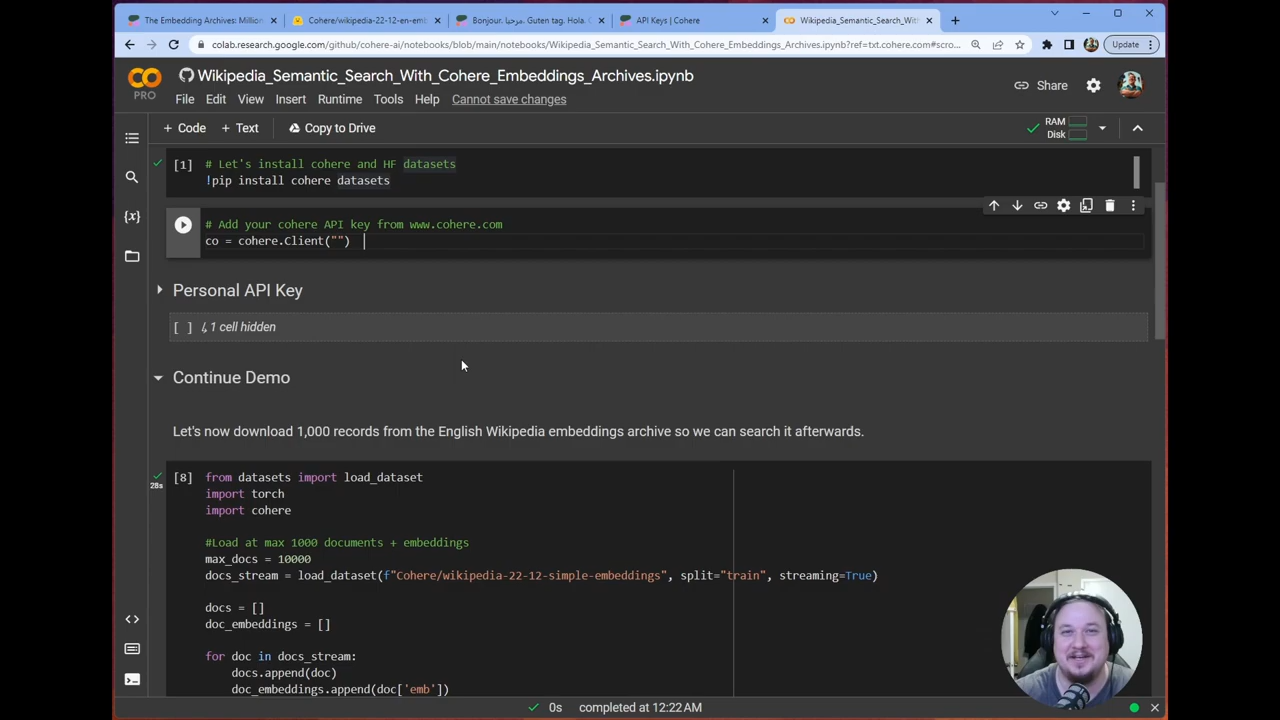 The Embedding Archives: Million
Cohere/wikipedia-22-12-en-emb
Bonjour. مرحبا. Guten tag. Hola.
API Keys | Cohere
Wikipedia_Semantic_Search_With
colab.research.google.com/github/cohere-ai/notebooks/blob/main/notebooks/Wikipedia_Semantic_Search_With_Cohere_Embeddings_Archives.ipynb?ref=txt.cohere.com#scro...
Update
PRO
Wikipedia_Semantic_Search_With_Cohere_Embeddings_Archives.ipynb
File Edit View Insert Runtime Tools Help Cannot save changes
Share
+ Code + Text Copy to Drive
RAM
Disk
[1] # Let's install cohere and HF datasets
!pip install cohere datasets
# Add your cohere API key from www.cohere.com
co = cohere.Client("")
Personal API Key
[ ] ↳ 1 cell hidden
Continue Demo
Let's now download 1,000 records from the English Wikipedia embeddings archive so we can search it afterwards.
28s
[8] from datasets import load_dataset
import torch
import cohere
#Load at max 1000 documents + embeddings
max_docs = 10000
docs_stream = load_dataset(f"Cohere/wikipedia-22-12-simple-embeddings", split="train", streaming=True)
docs = []
doc_embeddings = []
for doc in docs_stream:
docs.append(doc)
doc_embeddings.append(doc['emb'])
0s completed at 12:22 AM